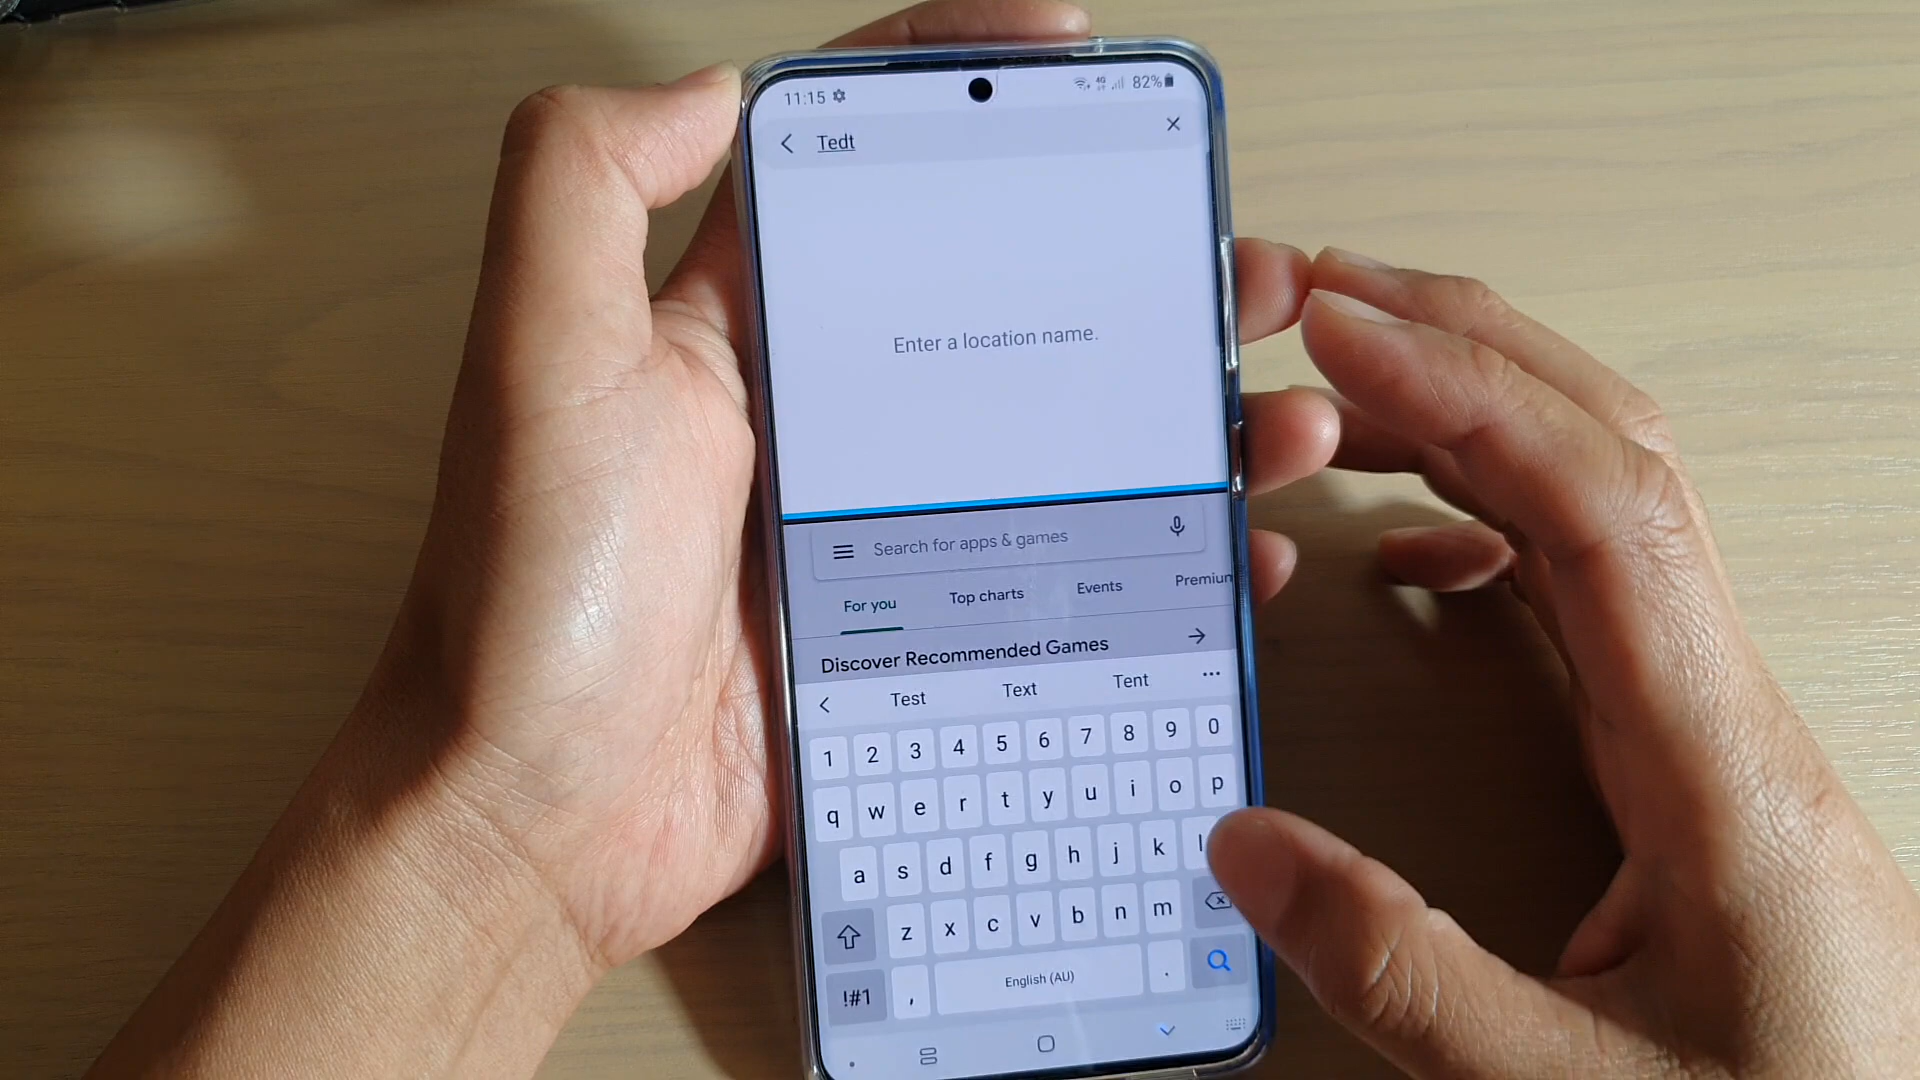 11:15 4G 82%
Tedt
Enter a location name.
Search for apps & games
For you Top charts Events Premium
Discover Recommended Games
Test Text Tent ...
1 2 3 4 5 6 7 8 9 0
q w e r t y u i o p
a s d f g h j k l
z x c v b n m
!#1 , English (AU) .